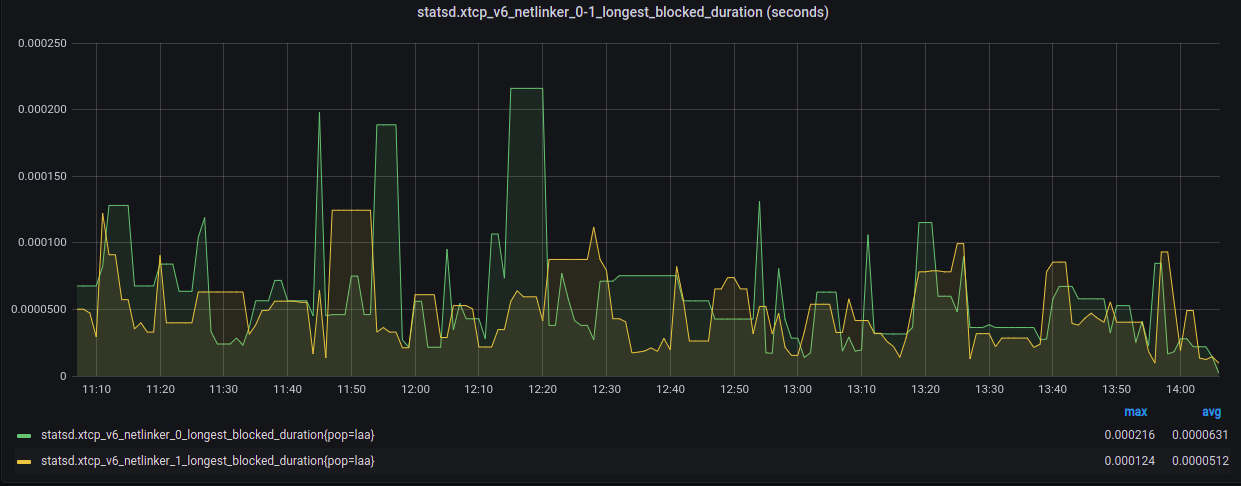 statsd.xtcp_v6_netlinker_0-1_longest_blocked_duration (seconds)
0.000250
0.000200
0.000150
0.000100
0.0000500
0
11:10 11:20 11:30 11:40 11:50 12:00 12:10 12:20 12:30 12:40 12:50 13:00 13:10 13:20 13:30 13:40 13:50 14:00
max avg
statsd.xtcp_v6_netlinker_0_longest_blocked_duration{pop=laa} 0.000216 0.0000631
statsd.xtcp_v6_netlinker_1_longest_blocked_duration{pop=laa} 0.000124 0.0000512